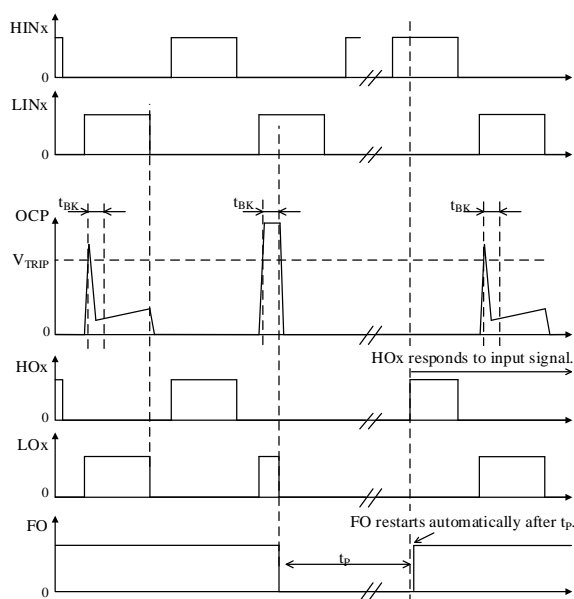 HINx
0
LINx
0
tBK
tBK
tBK
OCP
VTRIP
0
HOx
HOx responds to input signal.
0
LOx
0
FO
FO restarts automatically after tP.
tP
0